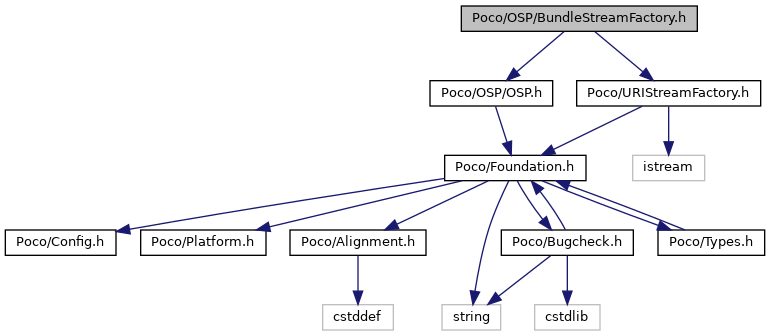 Poco/OSP/BundleStreamFactory.h
Poco/OSP/OSP.h
Poco/URIStreamFactory.h
Poco/Foundation.h
istream
Poco/Config.h
Poco/Platform.h
Poco/Alignment.h
Poco/Bugcheck.h
Poco/Types.h
cstddef
string
cstdlib